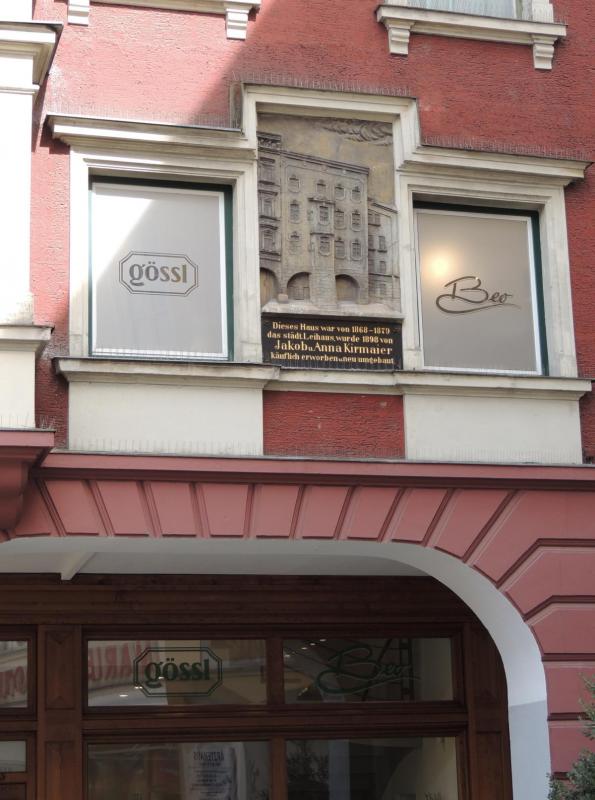 gössl
Beo
Dieses Haus war von 1868-1879
das städt. Leihaus, wurde 1898 von
Jakob u. Anna Kirmaier
käuflich erworben u. neu umgebaut
gössl
Beo